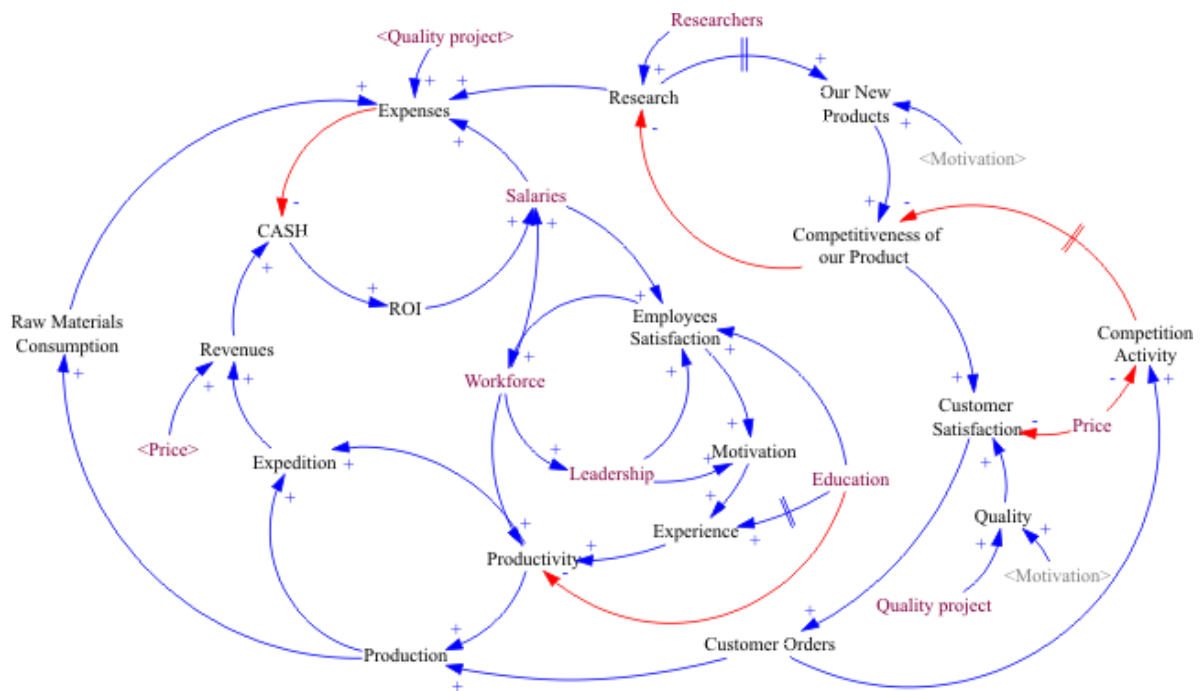 Researchers
<Quality project>
Research
Our New
Products
Expenses
<Motivation>
Salaries
CASH
Competitiveness of
our Product
ROI
Raw Materials
Consumption
Employees
Satisfaction
Revenues
Competition
Activity
Workforce
Customer
Satisfaction
Price
<Price>
Expedition
Motivation
Leadership
Education
Quality
Experience
Productivity
<Motivation>
Quality project
Customer Orders
Production